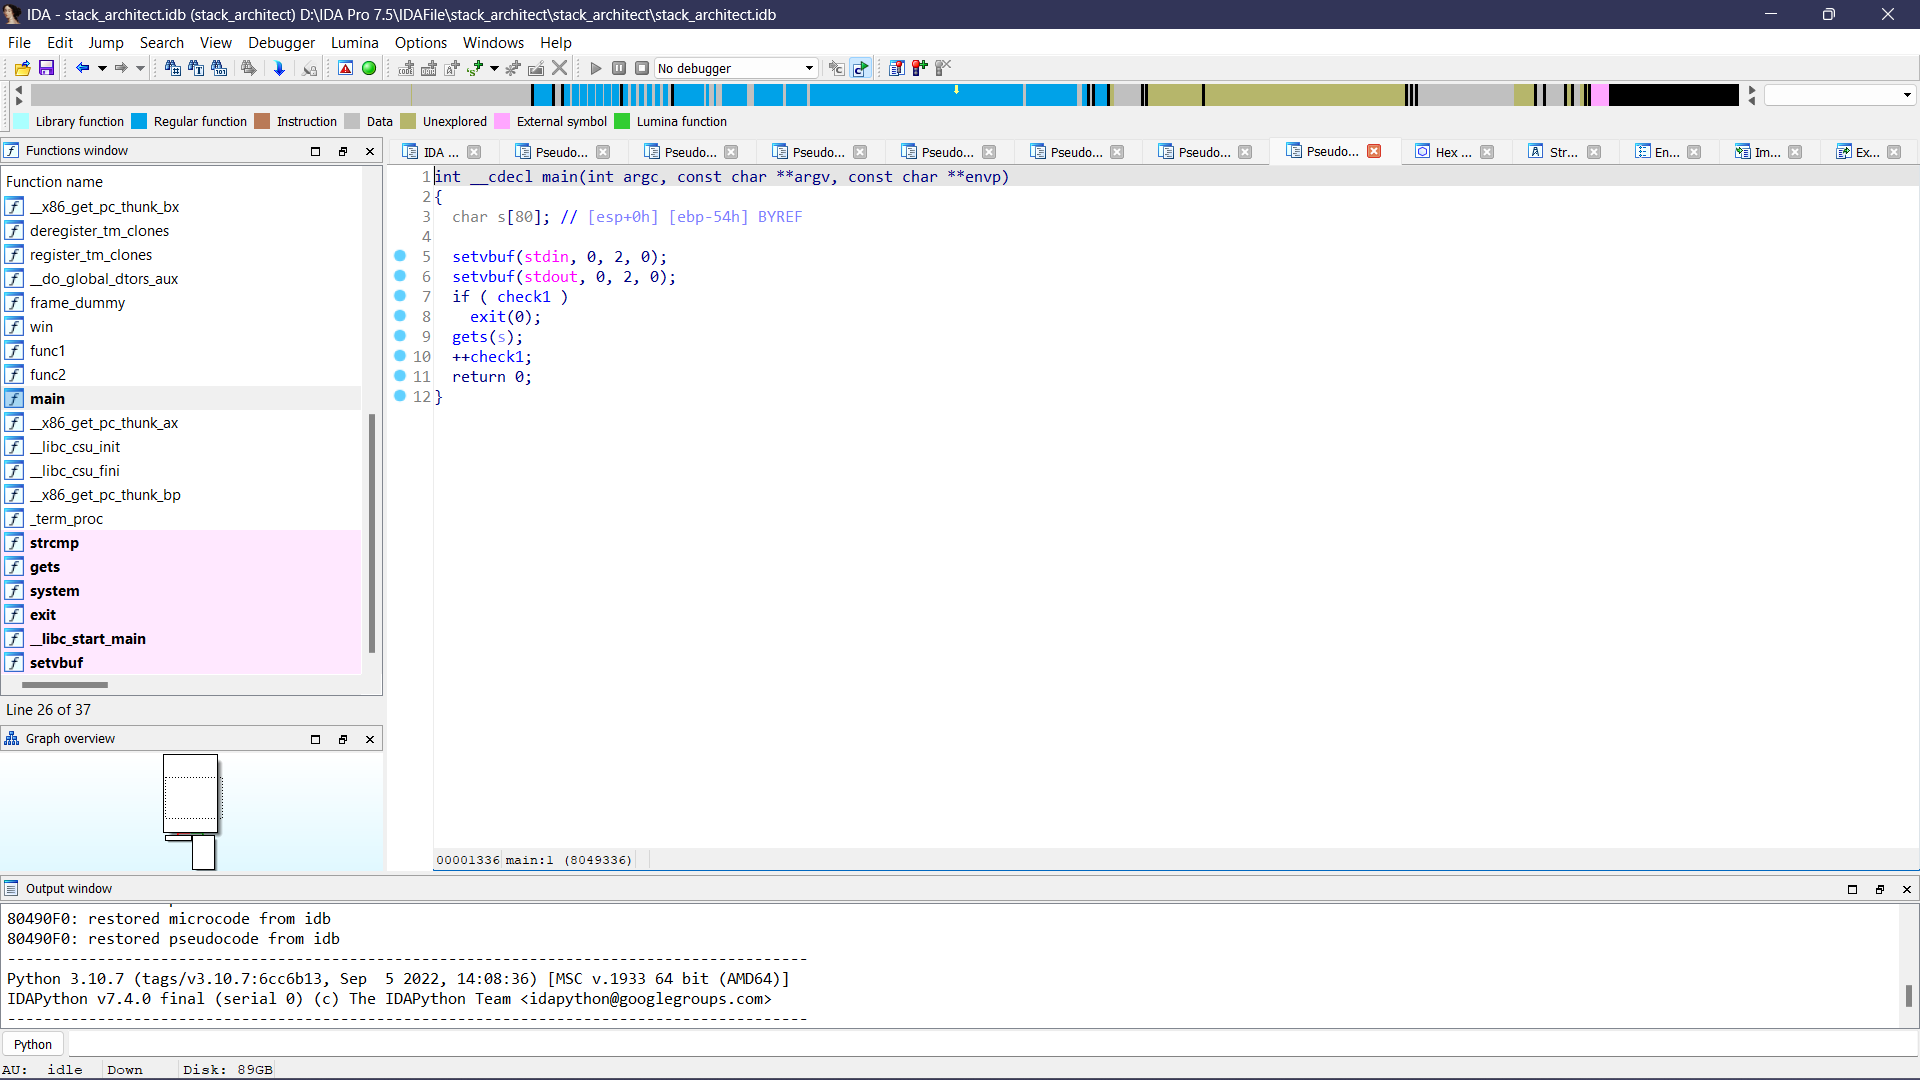 IDA - stack_architect.idb (stack_architect) D:\IDA Pro 7.5\IDAFile\stack_architect\stack_architect\stack_architect.idb
File Edit Jump Search View Debugger Lumina Options Windows Help
No debugger
Library function Regular function Instruction Data Unexplored External symbol Lumina function
Functions window
IDA ... Pseudo... Pseudo... Pseudo... Pseudo... Pseudo... Pseudo... Pseudo... Hex ... Str... En... Im... Ex...
Function name
__x86_get_pc_thunk_bx
deregister_tm_clones
register_tm_clones
__do_global_dtors_aux
frame_dummy
win
func1
func2
main
__x86_get_pc_thunk_ax
__libc_csu_init
__libc_csu_fini
__x86_get_pc_thunk_bp
_term_proc
strcmp
gets
system
exit
__libc_start_main
setvbuf
Line 26 of 37
Graph overview
1 int __cdecl main(int argc, const char **argv, const char **envp)
2 {
3 char s[80]; // [esp+0h] [ebp-54h] BYREF
4
5 setvbuf(stdin, 0, 2, 0);
6 setvbuf(stdout, 0, 2, 0);
7 if ( check1 )
8 exit(0);
9 gets(s);
10 ++check1;
11 return 0;
12 }
00001336 main:1 (8049336)
Output window
80490F0: restored microcode from idb
80490F0: restored pseudocode from idb
---------------------------------------------------------------------------------
Python 3.10.7 (tags/v3.10.7:6cc6b13, Sep  5 2022, 14:08:36) [MSC v.1933 64 bit (AMD64)]
IDAPython v7.4.0 final (serial 0) (c) The IDAPython Team <idapython@googlegroups.com>
---------------------------------------------------------------------------------
Python
AU: idle Down Disk: 89GB